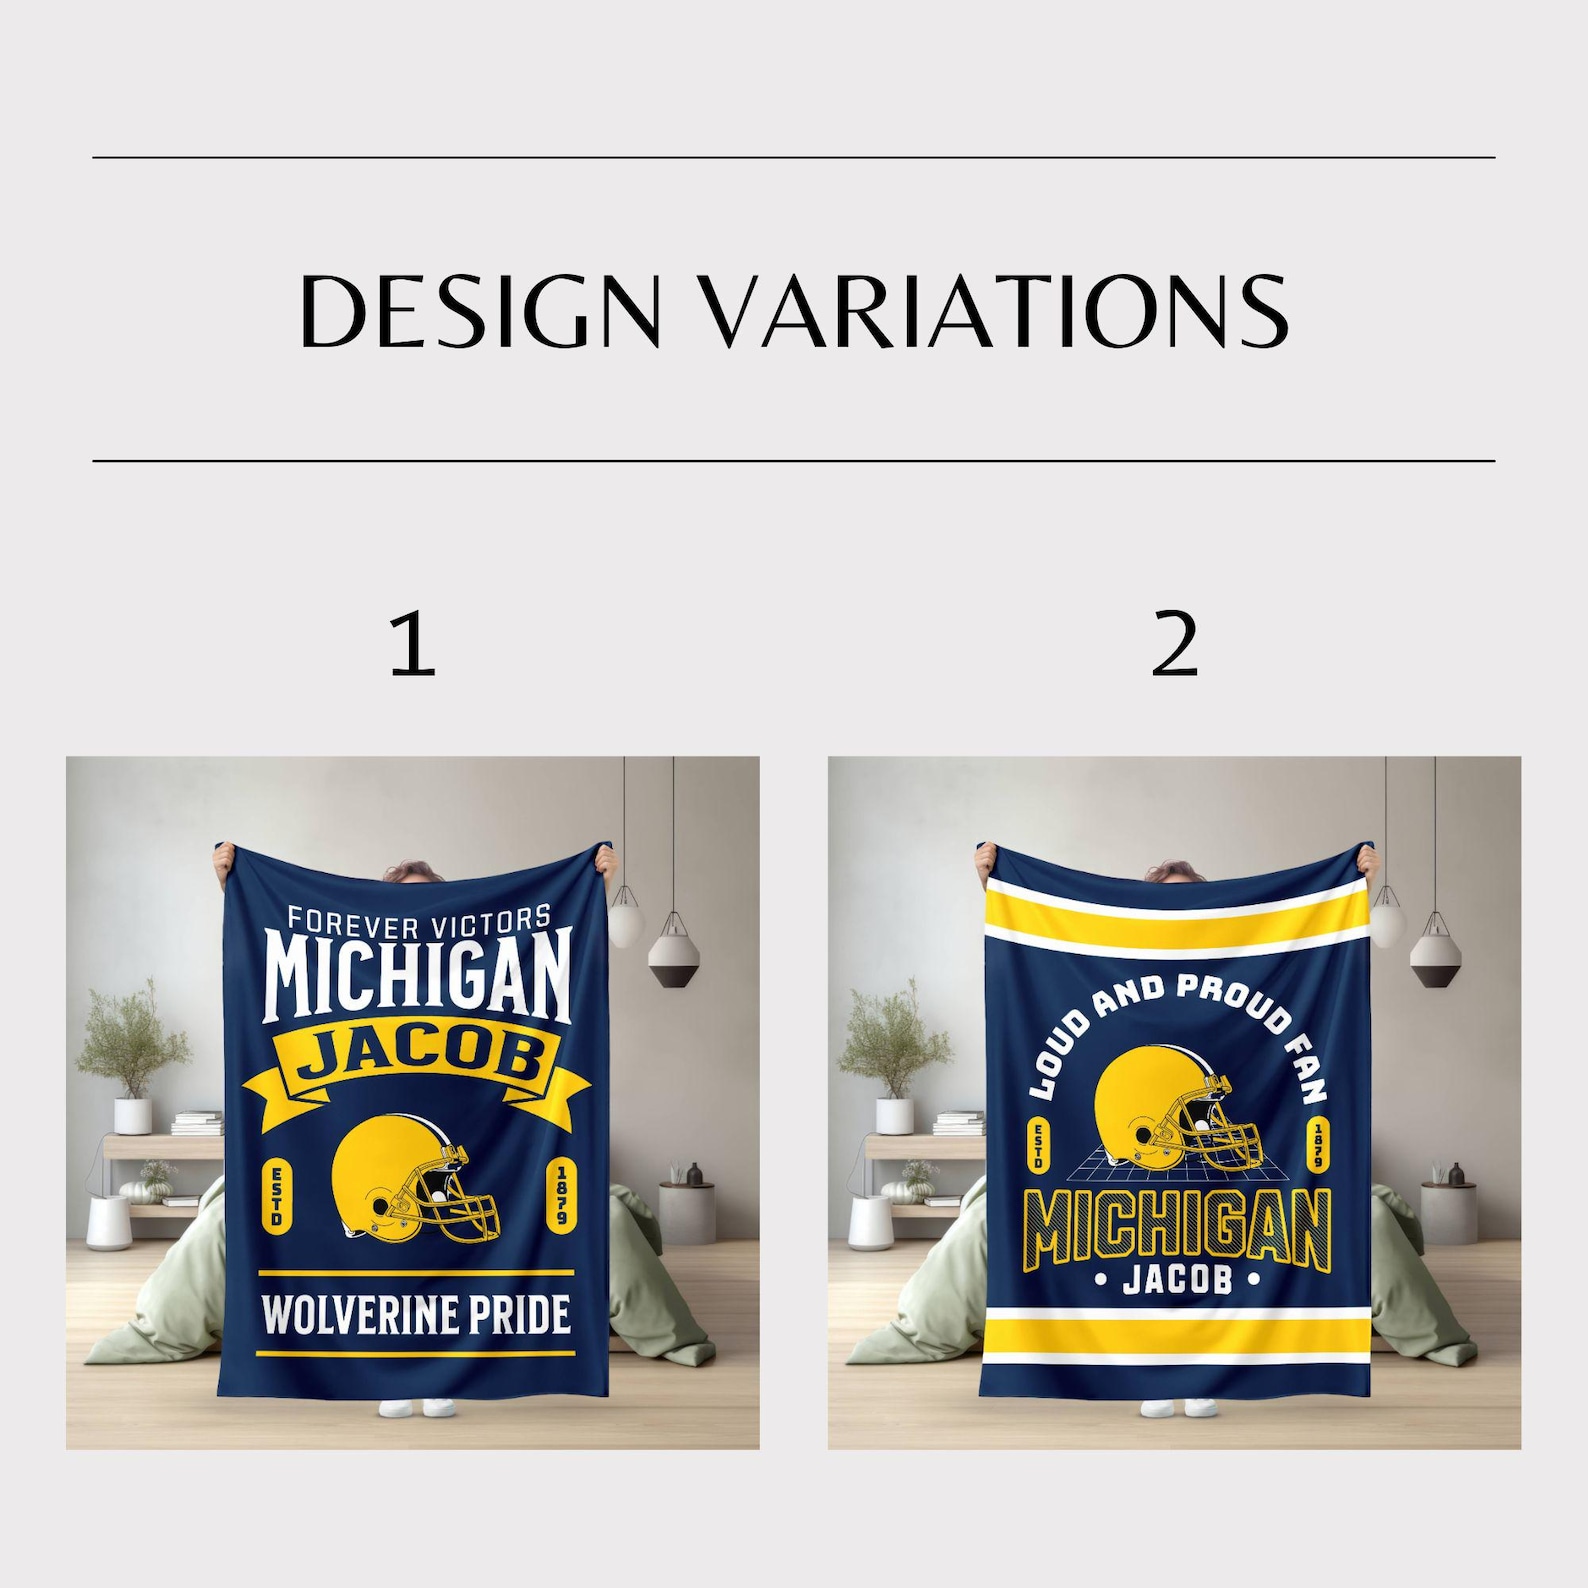 DESIGN VARIATIONS
1
2
FOREVER VICTORS
MICHIGAN
JACOB
ESTD
1879
WOLVERINE PRIDE
LOUD AND PROUD FAN
ESTD
1879
MICHIGAN
• JACOB •